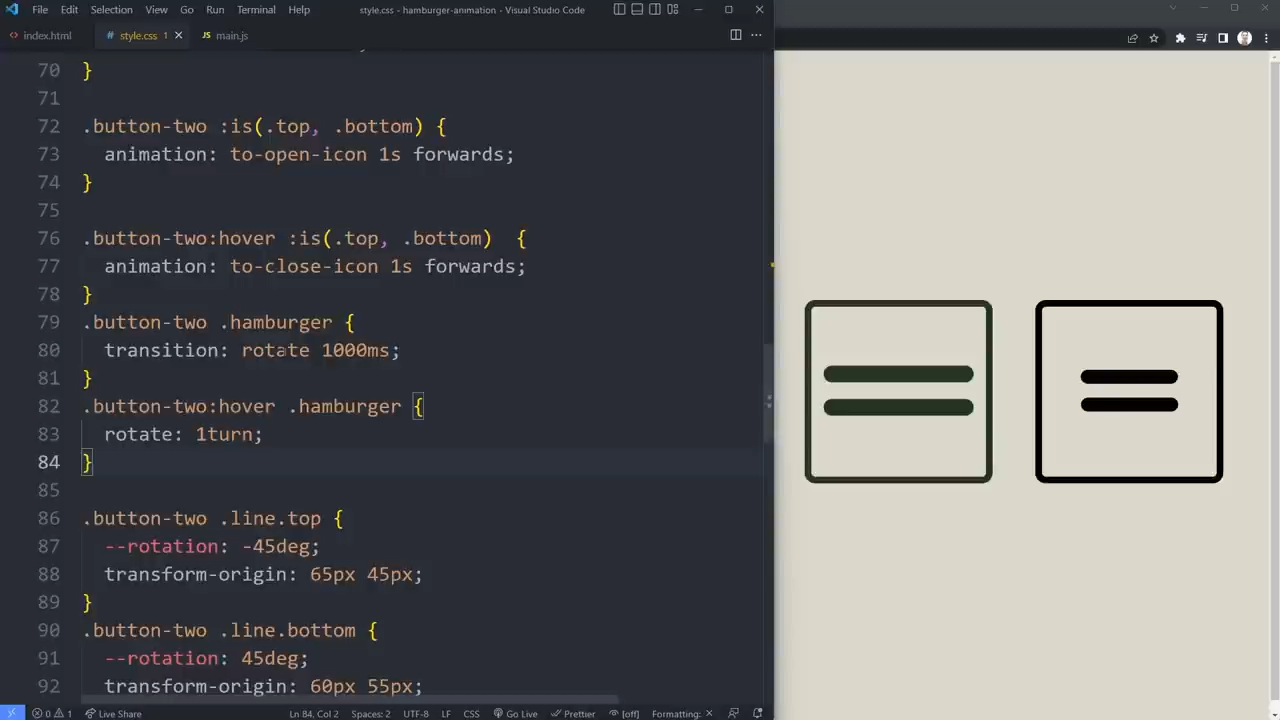 File Edit Selection View Go Run Terminal Help style.css - hamburger-animation - Visual Studio Code
<> index.html # style.css 1 JS main.js
70 }
71
72 .button-two :is(.top, .bottom) {
73 animation: to-open-icon 1s forwards;
74 }
75
76 .button-two:hover :is(.top, .bottom)  {
77 animation: to-close-icon 1s forwards;
78 }
79 .button-two .hamburger {
80 transition: rotate 1000ms;
81 }
82 .button-two:hover .hamburger {
83 rotate: 1turn;
84 }
85
86 .button-two .line.top {
87 --rotation: -45deg;
88 transform-origin: 65px 45px;
89 }
90 .button-two .line.bottom {
91 --rotation: 45deg;
92 transform-origin: 60px 55px;
0 1 Live Share Ln 84, Col 2 Spaces: 2 UTF-8 LF CSS Go Live Prettier [off] Formatting: ×